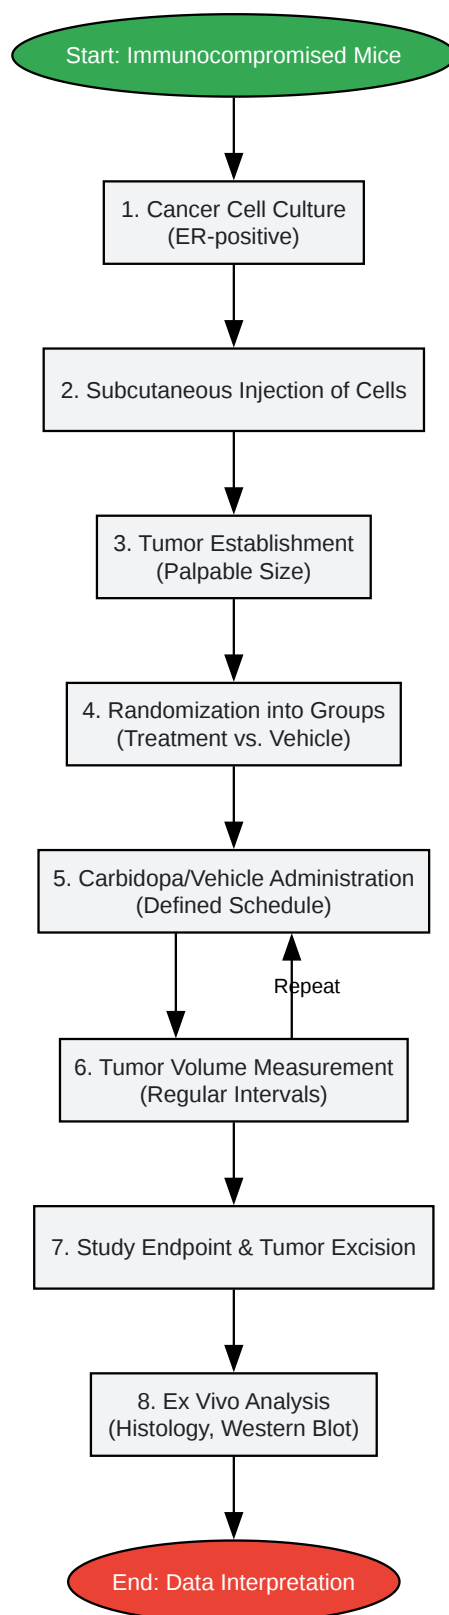 Start: Immunocompromised Mice
1. Cancer Cell Culture
(ER-positive)
2. Subcutaneous Injection of Cells
3. Tumor Establishment
(Palpable Size)
4. Randomization into Groups
(Treatment vs. Vehicle)
5. Carbidopa/Vehicle Administration
(Defined Schedule)
Repeat
6. Tumor Volume Measurement
(Regular Intervals)
7. Study Endpoint & Tumor Excision
8. Ex Vivo Analysis
(Histology, Western Blot)
End: Data Interpretation